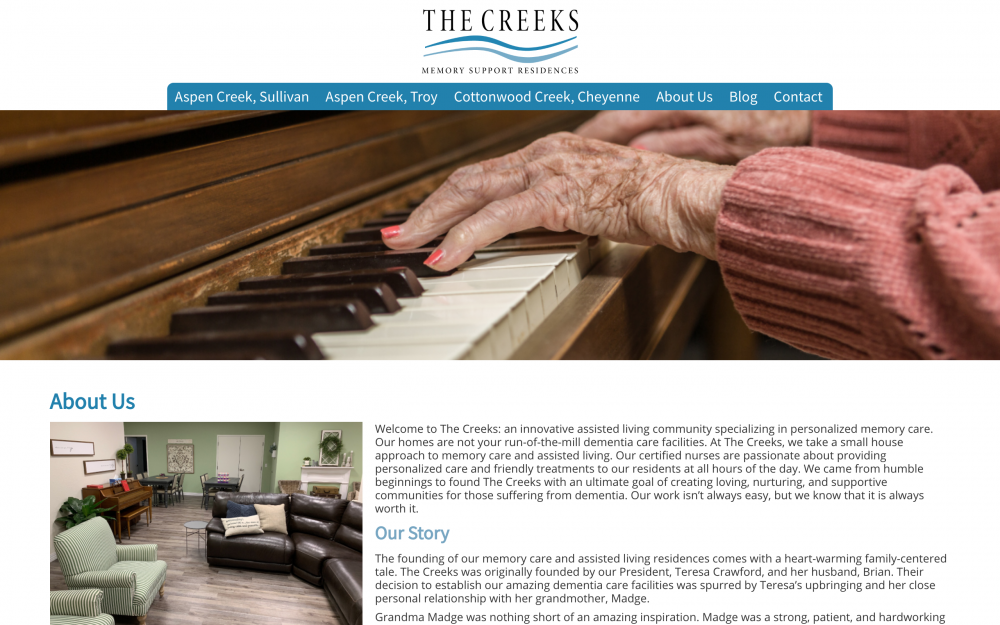 THE CREEKS
MEMORY SUPPORT RESIDENCES
Aspen Creek, Sullivan Aspen Creek, Troy Cottonwood Creek, Cheyenne About Us Blog Contact
About Us
Welcome to The Creeks: an innovative assisted living community specializing in personalized memory care.
Our homes are not your run-of-the-mill dementia care facilities. At The Creeks, we take a small house
approach to memory care and assisted living. Our certified nurses are passionate about providing
personalized care and friendly treatments to our residents at all hours of the day. We came from humble
beginnings to found The Creeks with an ultimate goal of creating loving, nurturing, and supportive
communities for those suffering from dementia. Our work isn’t always easy, but we know that it is always
worth it.
Our Story
The founding of our memory care and assisted living residences comes with a heart-warming family-centered
tale. The Creeks was originally founded by our President, Teresa Crawford, and her husband, Brian. Their
decision to establish our amazing dementia care facilities was spurred by Teresa’s upbringing and her close
personal relationship with her grandmother, Madge.
Grandma Madge was nothing short of an amazing inspiration. Madge was a strong, patient, and hardworking